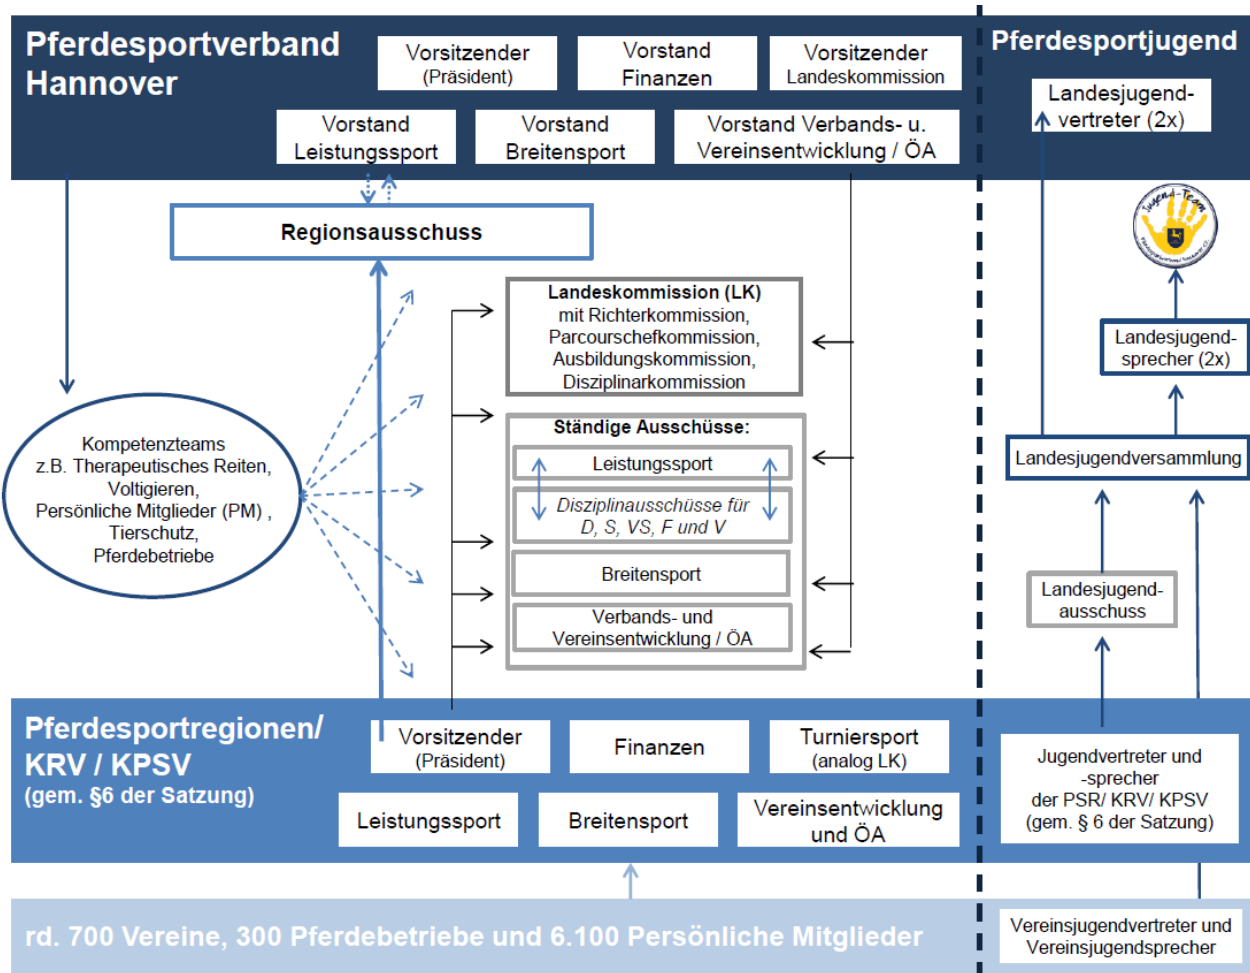 Pferdesportverband
Hannover
Vorsitzender
(Präsident)
Vorstand
Finanzen
Vorsitzender
Landeskommission
Vorstand
Leistungssport
Vorstand
Breitensport
Vorstand Verbands- u.
Vereinsentwicklung / ÖA
Pferdesportjugend
Landesjugend-
vertreter (2x)
Jugend-Team
Regionsausschuss
Landeskommission (LK)
mit Richterkommission,
Parcourschefkommission,
Ausbildungskommission,
Disziplinarkommission
Landesjugend-
sprecher (2x)
Ständige Ausschüsse:
Leistungssport
Disziplinausschüsse für
D, S, VS, F und V
Breitensport
Verbands- und
Vereinsentwicklung / ÖA
Kompetenzteams
z.B. Therapeutisches Reiten,
Voltigieren,
Persönliche Mitglieder (PM) ,
Tierschutz,
Pferdebetriebe
Landesjugendversammlung
Landesjugend-
ausschuss
Pferdesportregionen/
KRV / KPSV
(gem. §6 der Satzung)
Vorsitzender
(Präsident)
Finanzen
Turniersport
(analog LK)
Leistungssport
Breitensport
Vereinsentwicklung
und ÖA
Jugendvertreter und
-sprecher
der PSR/ KRV/ KPSV
(gem. § 6 der Satzung)
rd. 700 Vereine, 300 Pferdebetriebe und 6.100 Persönliche Mitglieder
Vereinsjugendvertreter und
Vereinsjugendsprecher